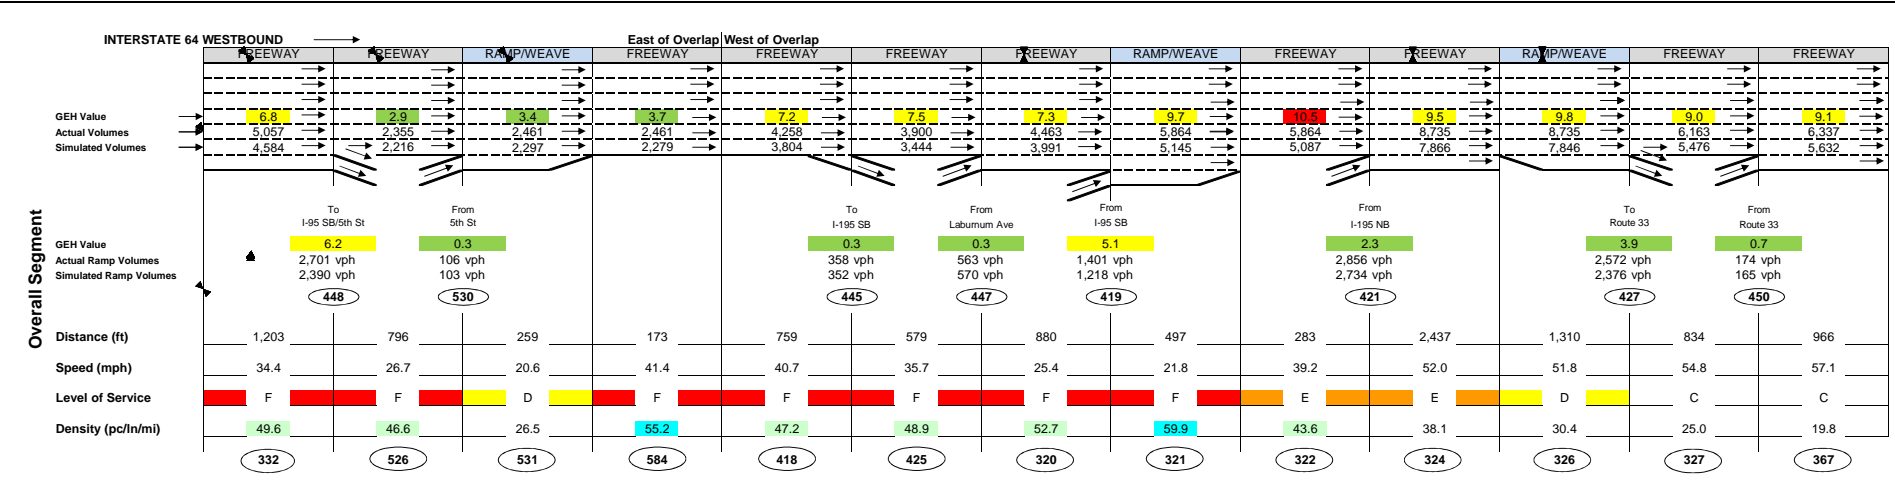 INTERSTATE 64 WESTBOUND East of Overlap West of Overlap
FREEWAY FREEWAY RAMP/WEAVE FREEWAY FREEWAY FREEWAY FREEWAY RAMP/WEAVE FREEWAY FREEWAY RAMP/WEAVE FREEWAY FREEWAY
GEH Value 6.8 2.9 3.4 3.7 7.2 7.5 7.3 9.7 10.5 9.5 9.8 9.0 9.1
Actual Volumes 5,057 2,355 2,461 2,461 4,258 3,900 4,463 5,864 5,864 8,735 8,735 6,163 6,337
Simulated Volumes 4,584 2,216 2,297 2,279 3,804 3,444 3,991 5,145 5,087 7,866 7,846 5,476 5,632
To From To From From From To From
I-95 SB/5th St 5th St I-195 SB Laburnum Ave I-95 SB I-195 NB Route 33 Route 33
GEH Value 6.2 0.3 0.3 0.3 5.1 2.3 3.9 0.7
Actual Ramp Volumes 2,701 vph 106 vph 358 vph 563 vph 1,401 vph 2,856 vph 2,572 vph 174 vph
Simulated Ramp Volumes 2,390 vph 103 vph 352 vph 570 vph 1,218 vph 2,734 vph 2,376 vph 165 vph
448 530 445 447 419 421 427 450
Overall Segment
Distance (ft) 1,203 796 259 173 759 579 880 497 283 2,437 1,310 834 966
Speed (mph) 34.4 26.7 20.6 41.4 40.7 35.7 25.4 21.8 39.2 52.0 51.8 54.8 57.1
Level of Service F F D F F F F F E E D C C
Density (pc/ln/mi) 49.6 46.6 26.5 55.2 47.2 48.9 52.7 59.9 43.6 38.1 30.4 25.0 19.8
332 526 531 584 418 425 320 321 322 324 326 327 367